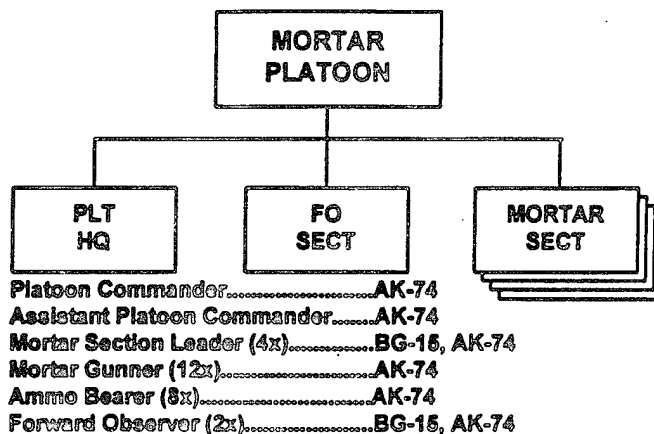 MORTAR
PLATOON
PLT
HQ
FO
SECT
MORTAR
SECT
Platoon Commander..............................AK-74
Assistant Platoon Commander........AK-74
Mortar Section Leader (4x)..................BG-15, AK-74
Mortar Gunner (12x)..............................AK-74
Ammo Bearer (8x)..................................AK-74
Forward Observer (2x)..........................BG-15, AK-74